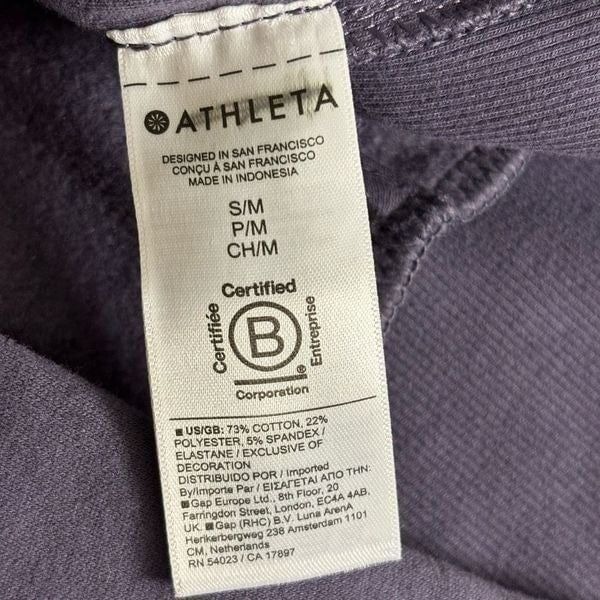 ATHLETA
DESIGNED IN SAN FRANCISCO
CONÇU À SAN FRANCISCO
MADE IN INDONESIA
S/M
P/M
CH/M
Certified
Certifiée
B
Entreprise
®
Corporation
US/GB: 73% COTTON, 22%
POLYESTER, 5% SPANDEX /
ELASTANE / EXCLUSIVE OF
DECORATION
DISTRIBUIDO POR / Imported
By/Importe Par / ΕΙΣΑΓΕΤΑΙ ΑΠΟ ΤΗΝ:
Gap Europe Ltd., 8th Floor, 20
Farringdon Street, London, EC4A 4AB.
UK. Gap (RHC) B.V. Luna ArenA
Herikerbergweg 238 Amsterdam 1101
CM, Netherlands
RN 54023 / CA 17897